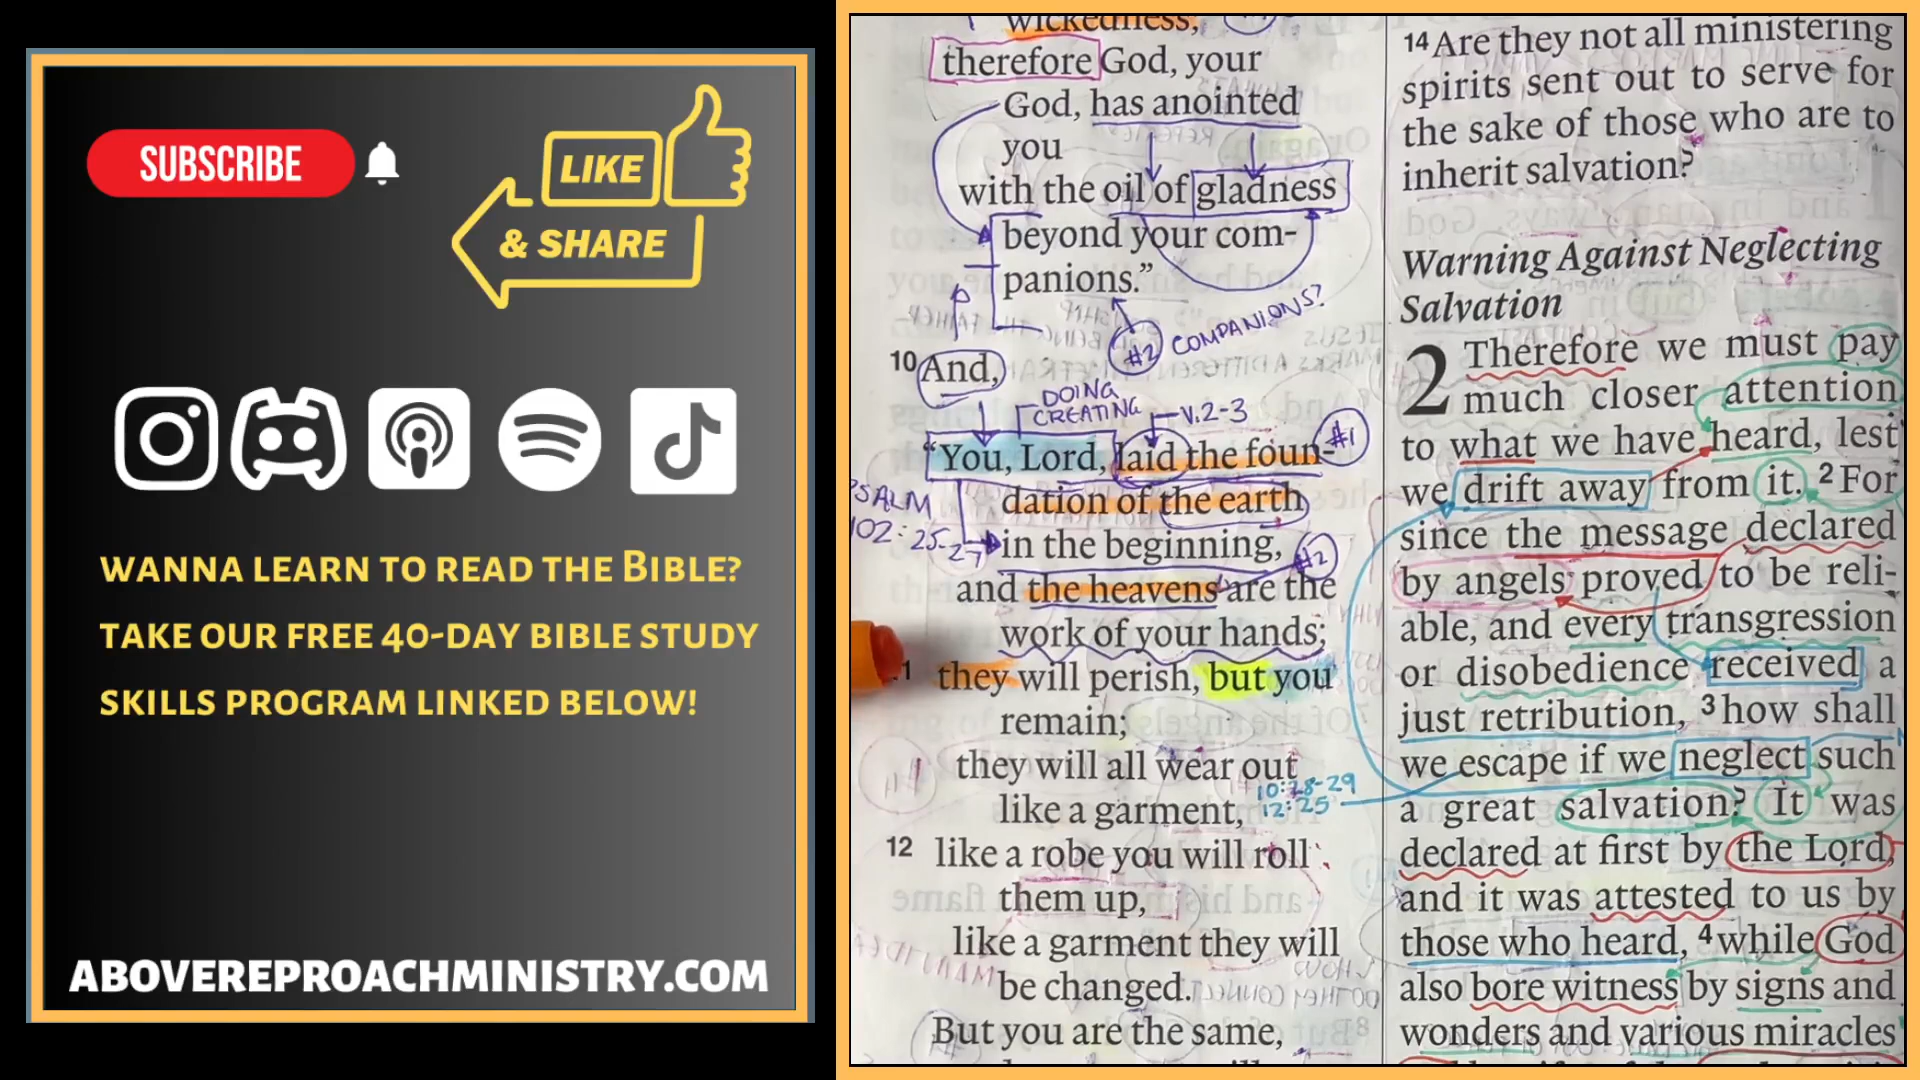 SUBSCRIBE
LIKE
& SHARE
WANNA LEARN TO READ THE BIBLE?
TAKE OUR FREE 40-DAY BIBLE STUDY
SKILLS PROGRAM LINKED BELOW!
ABOVEREPROACHMINISTRY.COM
wickedness,
therefore God, your
God, has anointed
you
with the oil of gladness
beyond your com-
panions.”
#2 COMPANIONS?
10 And,
DOING
CREATING
V.2-3
#1
“You, Lord, laid the foun-
dation of the earth
PSALM
102:25-27
in the beginning,
#2
and the heavens are the
work of your hands;
they will perish, but you
remain;
they will all wear out
10:28-29
12:25
like a garment,
12 like a robe you will roll
them up,
like a garment they will
be changed.
But you are the same,
14 Are they not all ministering
spirits sent out to serve for
the sake of those who are to
inherit salvation?
Warning Against Neglecting
Salvation
2 Therefore we must pay
much closer attention
to what we have heard, lest
we drift away from it. 2 For
since the message declared
by angels proved to be reli-
able, and every transgression
or disobedience received a
just retribution, 3 how shall
we escape if we neglect such
a great salvation? It was
declared at first by the Lord,
and it was attested to us by
those who heard, 4 while God
also bore witness by signs and
wonders and various miracles